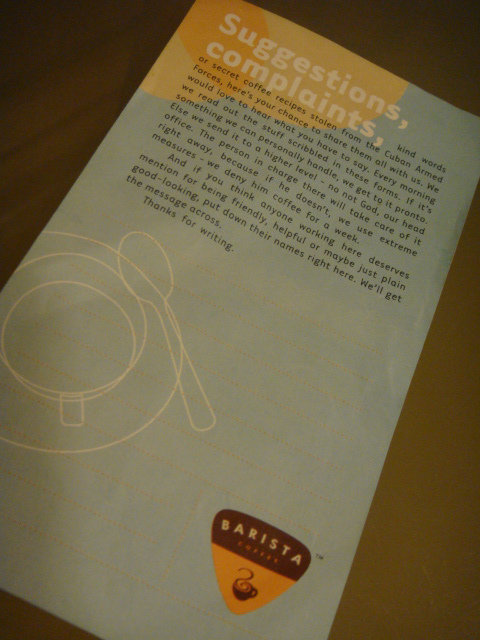 Suggestions,
complaints,
kind words
or secret coffee recipes stolen from the Cuban Armed
Forces, here's your chance to share them all with us. We
would love to hear what you have to say. Every morning
we read out the stuff scribbled in these forms. If it's
something we can personally handle, we get to it pronto.
Else we send it to a higher level - no not God, our head
office. The person in charge there will take care of it
right away, because if he doesn't, we use extreme
measures - we deny him coffee for a week.
And if you think anyone working here deserves
mention for being friendly, helpful or maybe just plain
good-looking, put down their names right here. We'll get
the message across.
Thanks for writing.
BARISTA
COFFEE
TM